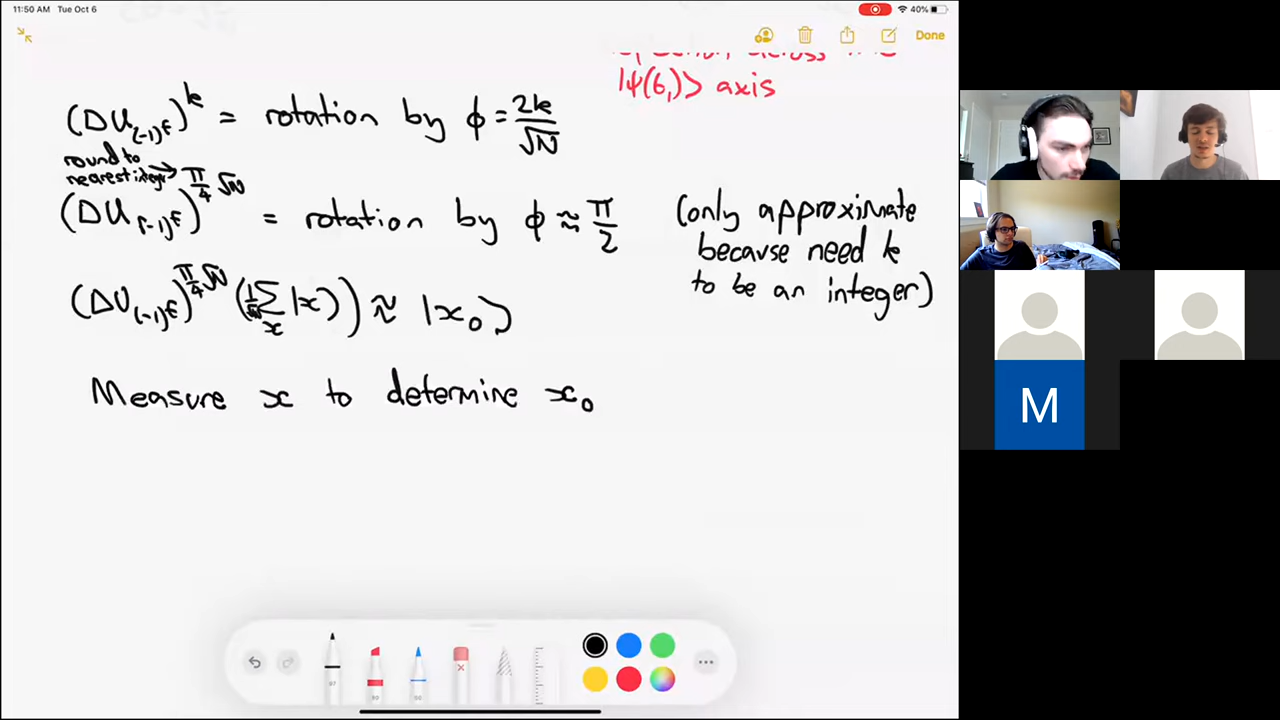 11:50 AM Tue Oct 6
40%
Done
|ψ(θ₁)> axis
(DU_(-1)^f)^k = rotation by φ = 2k/√N
round to
nearest integer → π/4 √N
(DU_(-1)^f) = rotation by φ ≈ π/2
(only approximate
because need k
to be an integer)
(DU_(-1)^f)^(π/4 √N) (1/√N Σ_x |x⟩) ≈ |x₀⟩
Measure x to determine x₀
M